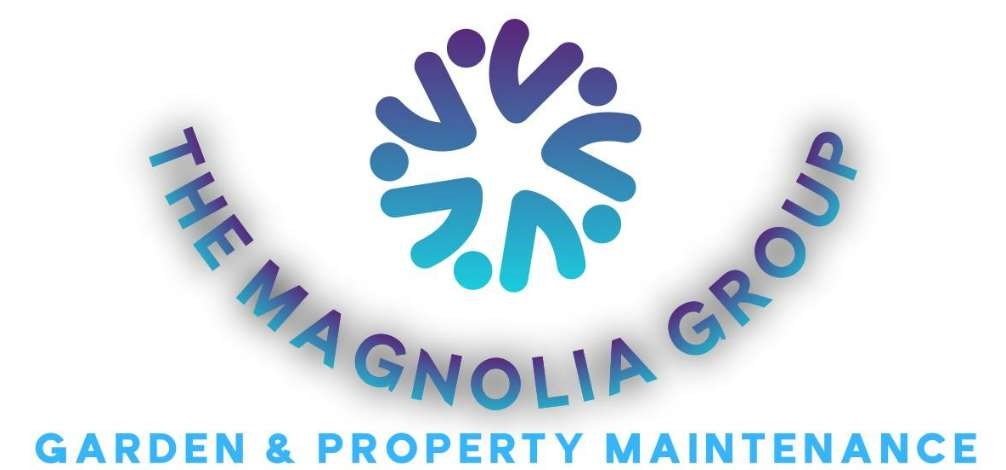 THE MAGNOLIA GROUP
GARDEN & PROPERTY MAINTENANCE